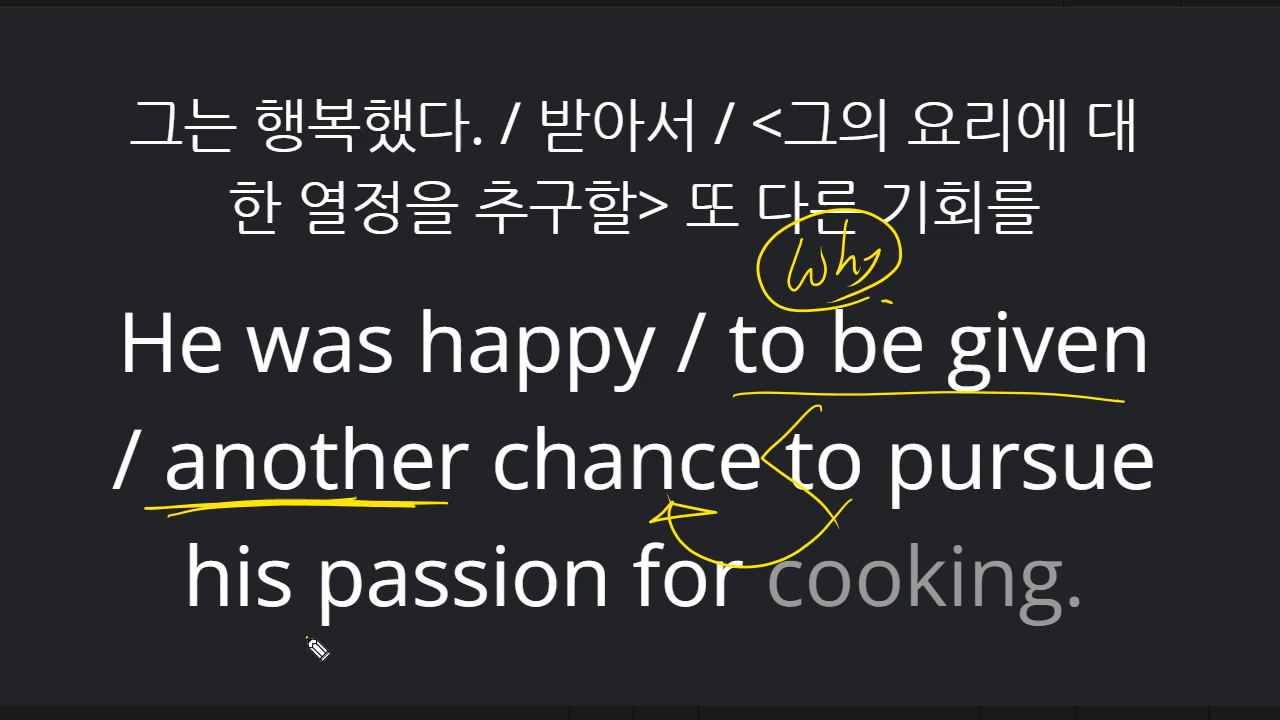 그는 행복했다. / 받아서 / <그의 요리에 대
한 열정을 추구할> 또 다른 기회를
Why
He was happy / to be given
/ another chance to pursue
his passion for cooking.